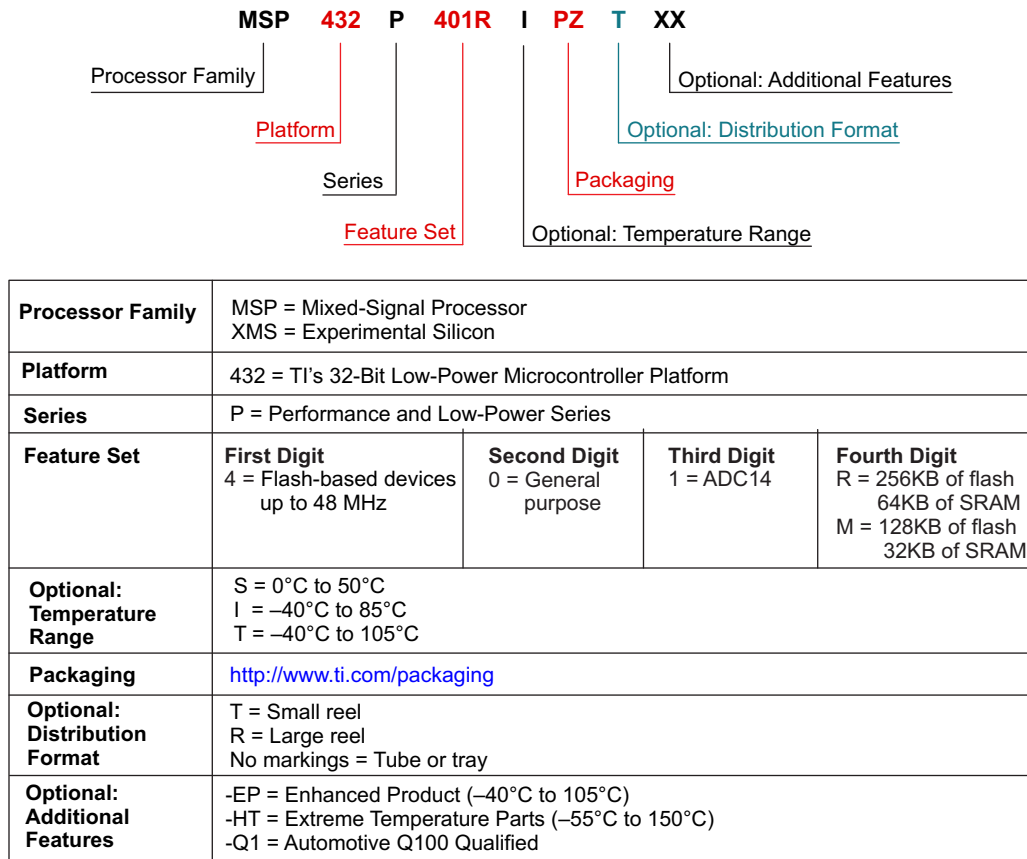 MSP 432 P 401R I PZ T XX
Processor Family
Optional: Additional Features
Platform
Optional: Distribution Format
Series
Packaging
Feature Set
Optional: Temperature Range
Processor Family
MSP = Mixed-Signal Processor
XMS = Experimental Silicon
Platform
432 = TI's 32-Bit Low-Power Microcontroller Platform
Series
P = Performance and Low-Power Series
Feature Set
First Digit
4 = Flash-based devices
up to 48 MHz
Second Digit
0 = General
purpose
Third Digit
1 = ADC14
Fourth Digit
R = 256KB of flash
64KB of SRAM
M = 128KB of flash
32KB of SRAM
Optional:
Temperature
Range
S = 0°C to 50°C
I = –40°C to 85°C
T = –40°C to 105°C
Packaging
http://www.ti.com/packaging
Optional:
Distribution
Format
T = Small reel
R = Large reel
No markings = Tube or tray
Optional:
Additional
Features
-EP = Enhanced Product (–40°C to 105°C)
-HT = Extreme Temperature Parts (–55°C to 150°C)
-Q1 = Automotive Q100 Qualified